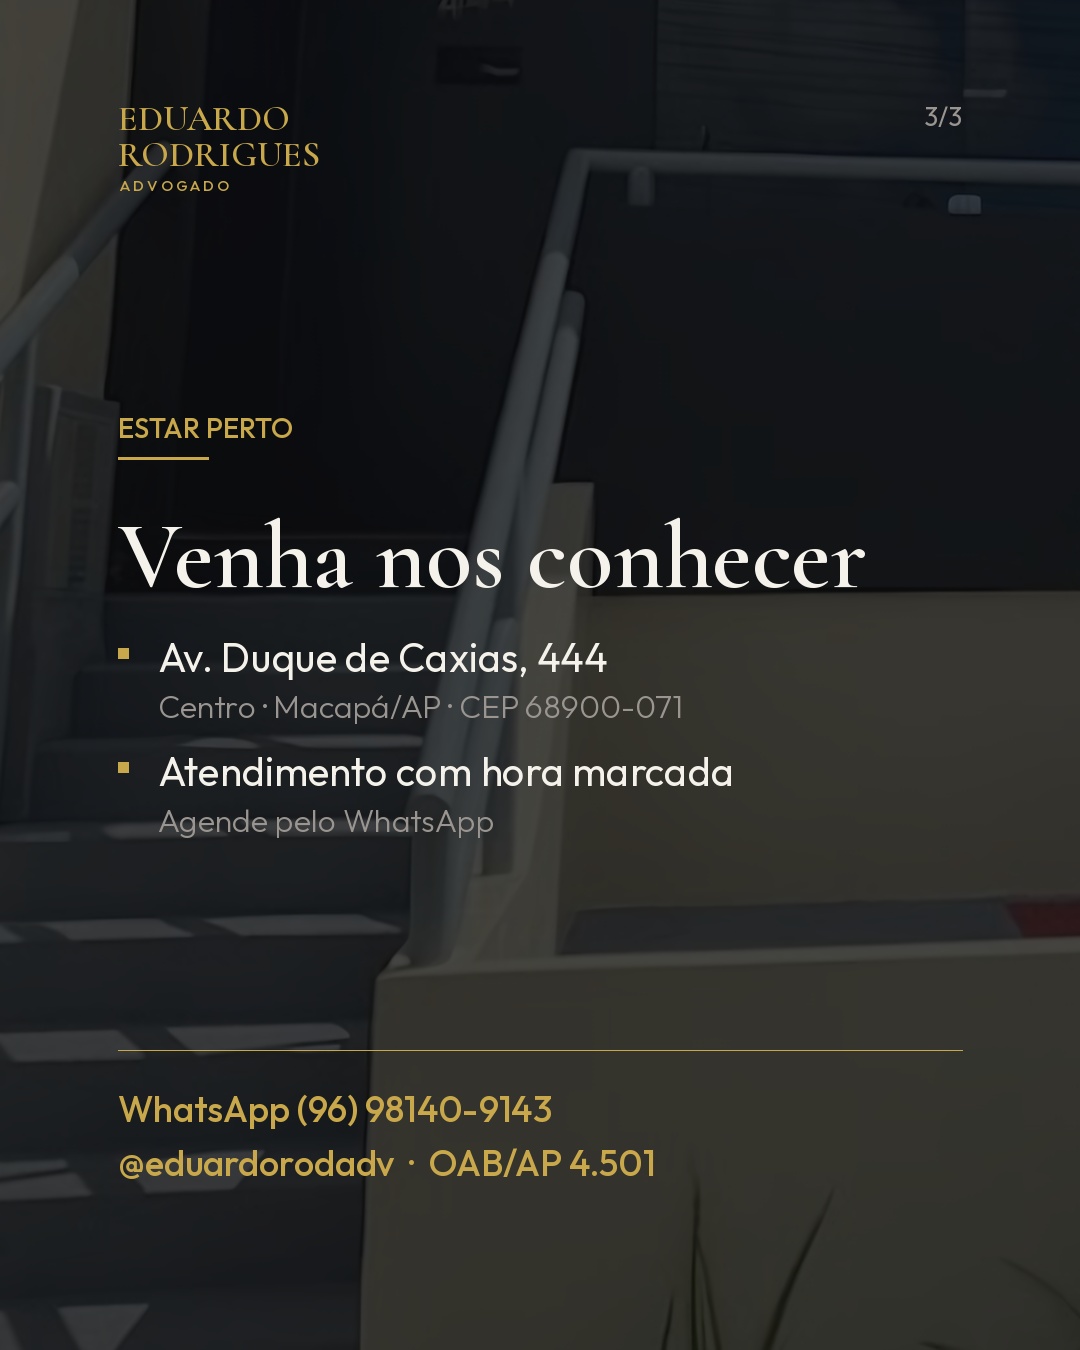 EDUARDO
RODRIGUES
ADVOGADO
3/3
ESTAR PERTO
Venha nos conhecer
Av. Duque de Caxias, 444
Centro · Macapá/AP · CEP 68900-071
Atendimento com hora marcada
Agende pelo WhatsApp
WhatsApp (96) 98140-9143
@eduardorodadv · OAB/AP 4.501